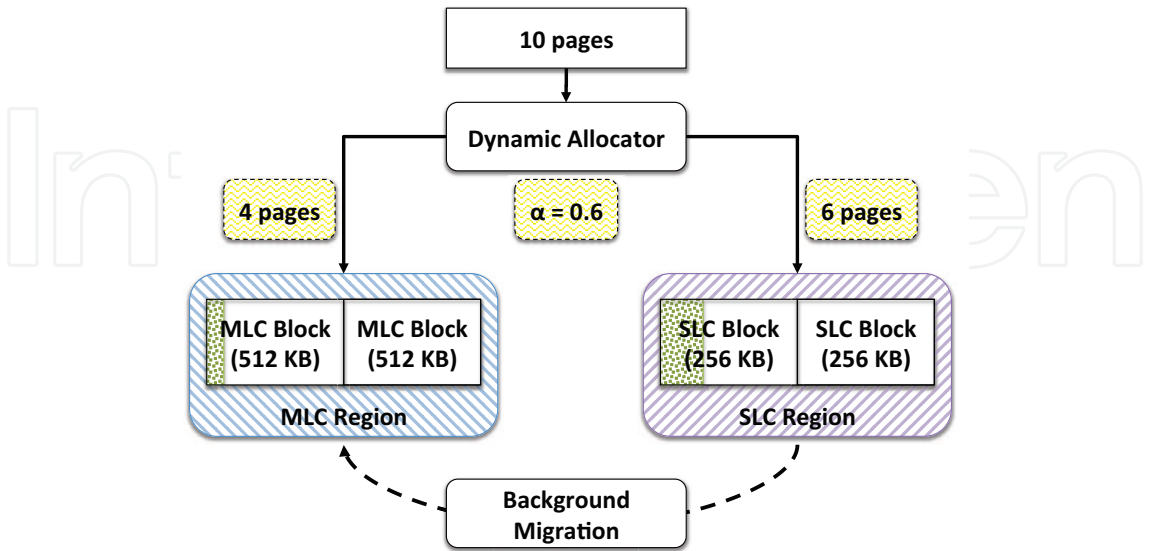 10 pages
Dynamic Allocator
4 pages
α = 0.6
6 pages
MLC Block
(512 KB)
MLC Block
(512 KB)
SLC Block
(256 KB)
SLC Block
(256 KB)
MLC Region
SLC Region
Background
Migration